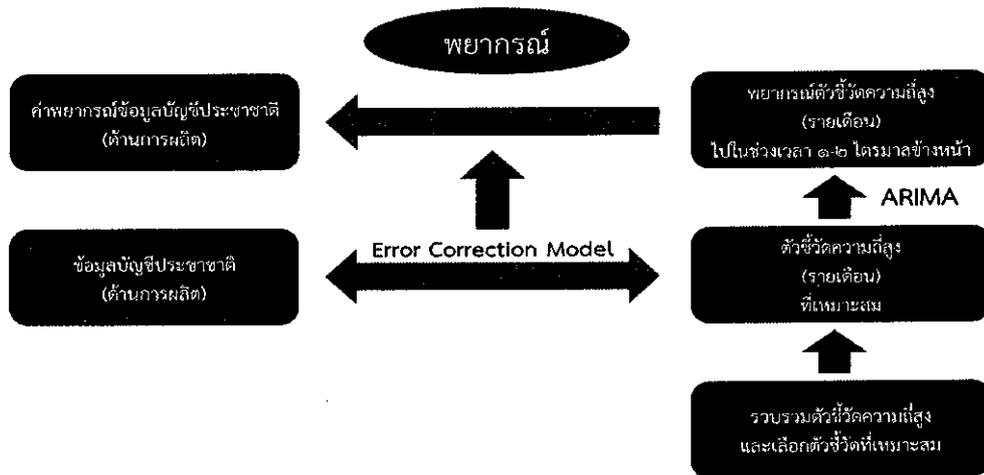 พยากรณ์
ค่าพยากรณ์ข้อมูลบัญชีประชาชาติ
(ด้านการผลิต)
พยากรณ์ตัวชี้วัดความถี่สูง
(รายเดือน)
ไปในช่วงเวลา ๑-๒ ไตรมาสข้างหน้า
ARIMA
Error Correction Model
ข้อมูลบัญชีประชาชาติ
(ด้านการผลิต)
ตัวชี้วัดความถี่สูง
(รายเดือน)
ที่เหมาะสม
รวบรวมตัวชี้วัดความถี่สูง
และเลือกตัวชี้วัดที่เหมาะสม